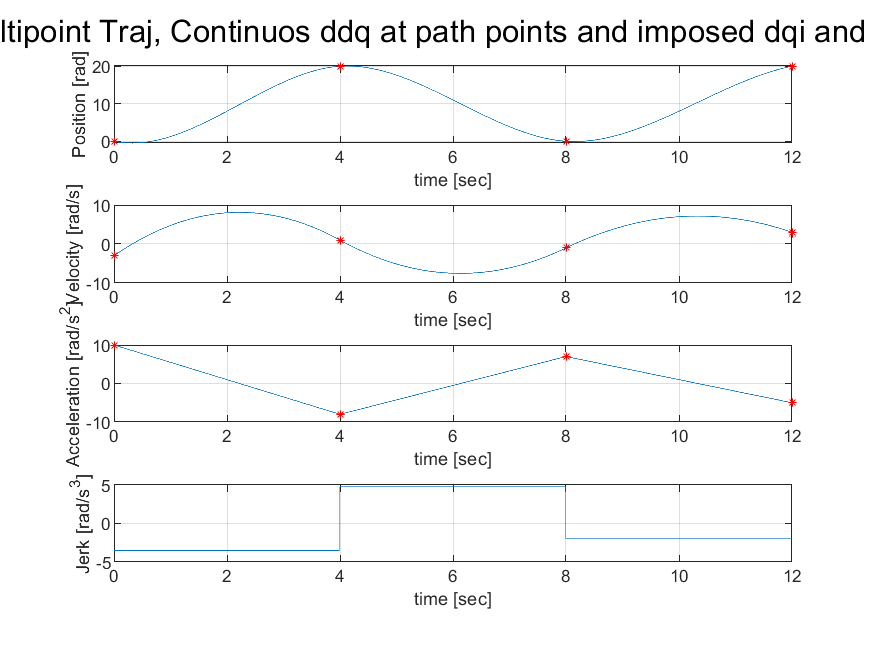 ltipoint Traj, Continuos ddq at path points and imposed dqi and
Position [rad]
20
10
0
0 2 4 6 8 10 12
time [sec]
Velocity [rad/s]
10
0
-10
0 2 4 6 8 10 12
time [sec]
Acceleration [rad/s^2]
10
0
-10
0 2 4 6 8 10 12
time [sec]
Jerk [rad/s^3]
5
0
-5
0 2 4 6 8 10 12
time [sec]